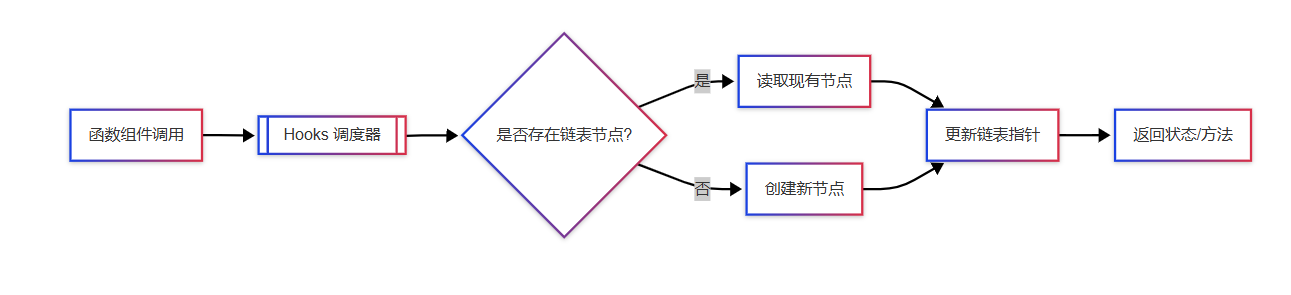 函数组件调用
Hooks 调度器
是否存在链表节点?
是
读取现有节点
否
创建新节点
更新链表指针
返回状态/方法